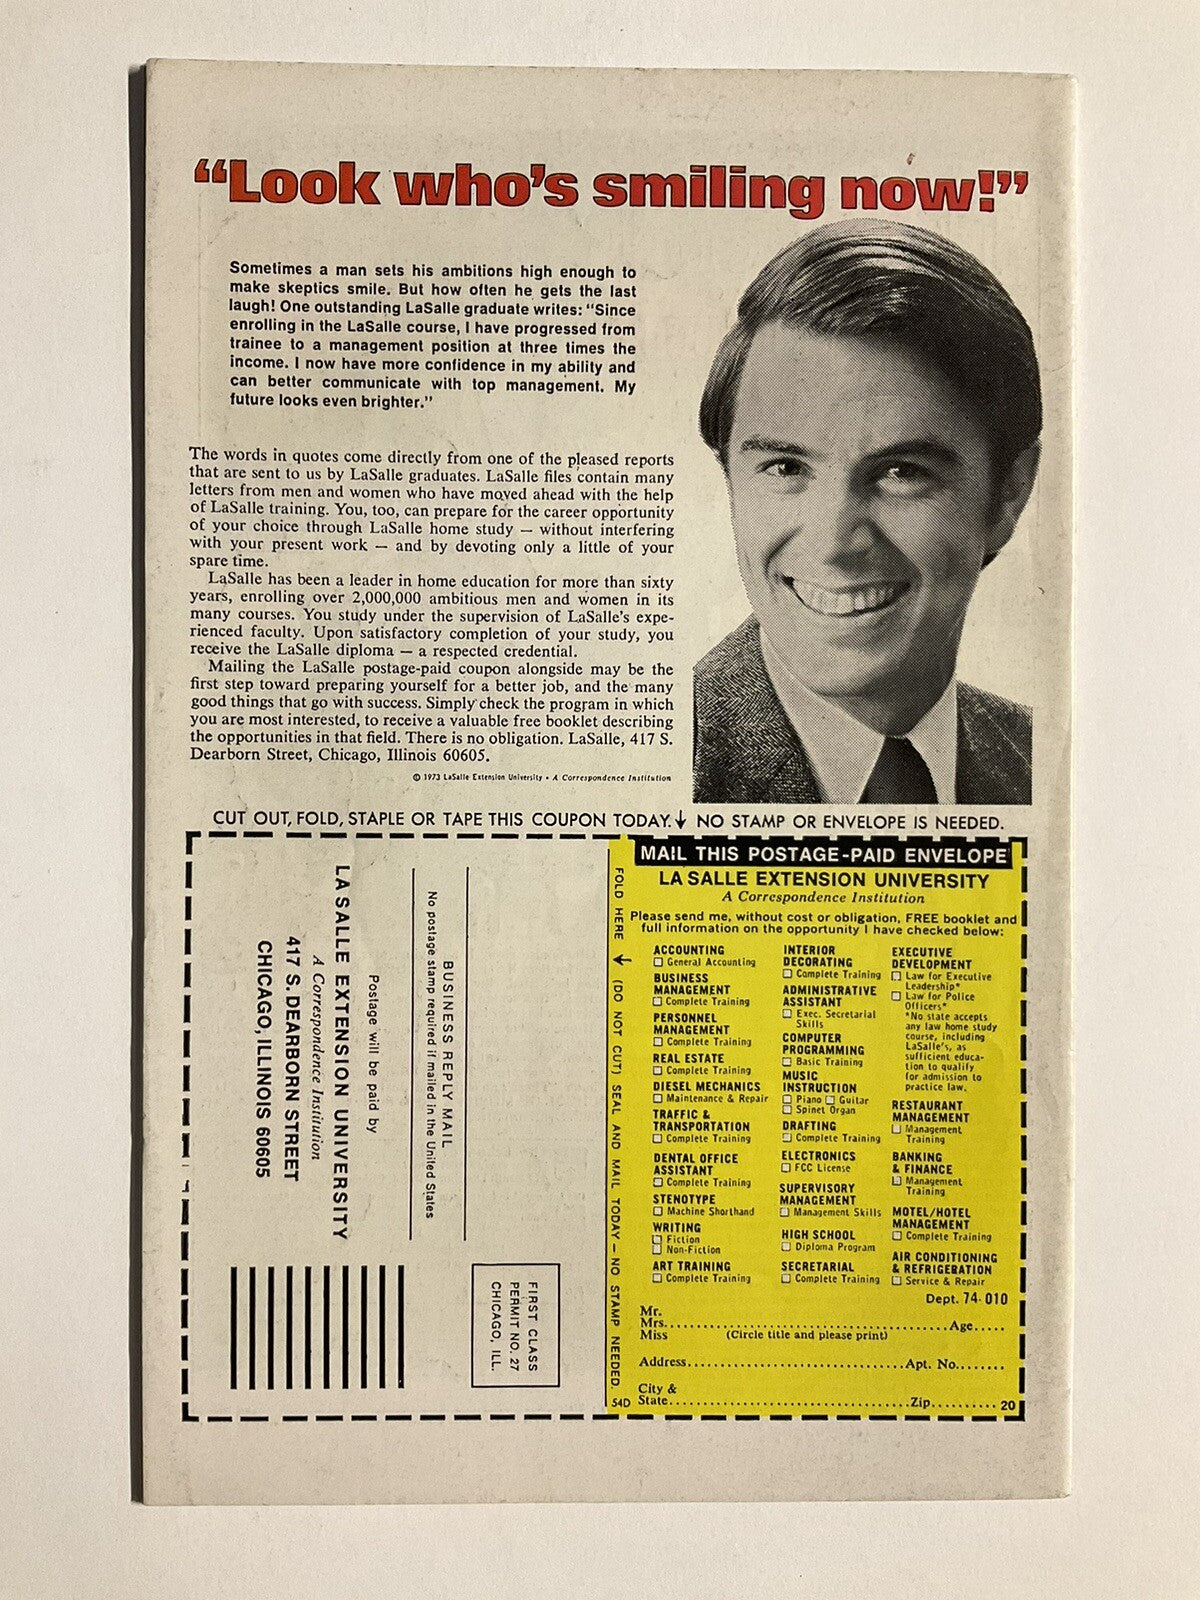 “Look who’s smiling now!”
Sometimes a man sets his ambitions high enough to
make skeptics smile. But how often he gets the last
laugh! One outstanding LaSalle graduate writes: “Since
enrolling in the LaSalle course, I have progressed from
trainee to a management position at three times the
income. I now have more confidence in my ability and
can better communicate with top management. My
future looks even brighter.”
The words in quotes come directly from one of the pleased reports
that are sent to us by LaSalle graduates. LaSalle files contain many
letters from men and women who have moved ahead with the help
of LaSalle training. You, too, can prepare for the career opportunity
of your choice through LaSalle home study — without interfering
with your present work — and by devoting only a little of your
spare time.
LaSalle has been a leader in home education for more than sixty
years, enrolling over 2,000,000 ambitious men and women in its
many courses. You study under the supervision of LaSalle’s expe-
rienced faculty. Upon satisfactory completion of your study, you
receive the LaSalle diploma — a respected credential.
Mailing the LaSalle postage-paid coupon alongside may be the
first step toward preparing yourself for a better job, and the many
good things that go with success. Simply check the program in which
you are most interested, to receive a valuable free booklet describing
the opportunities in that field. There is no obligation. LaSalle, 417 S.
Dearborn Street, Chicago, Illinois 60605.
© 1973 LaSalle Extension University • A Correspondence Institution
CUT OUT, FOLD, STAPLE OR TAPE THIS COUPON TODAY. ↓ NO STAMP OR ENVELOPE IS NEEDED.
FIRST CLASS
PERMIT NO. 27
CHICAGO, ILL.
BUSINESS REPLY MAIL
No postage stamp required if mailed in the United States
Postage will be paid by
LASALLE EXTENSION UNIVERSITY
A Correspondence Institution
417 S. DEARBORN STREET
CHICAGO, ILLINOIS 60605
FOLD HERE ↓ (DO NOT CUT) SEAL AND MAIL TODAY — NO STAMP NEEDED.
54D
MAIL THIS POSTAGE-PAID ENVELOPE
LA SALLE EXTENSION UNIVERSITY
A Correspondence Institution
Please send me, without cost or obligation, FREE booklet and
full information on the opportunity I have checked below:
ACCOUNTING
☐ General Accounting
BUSINESS
MANAGEMENT
☐ Complete Training
PERSONNEL
MANAGEMENT
☐ Complete Training
REAL ESTATE
☐ Complete Training
DIESEL MECHANICS
☐ Maintenance & Repair
TRAFFIC &
TRANSPORTATION
☐ Complete Training
DENTAL OFFICE
ASSISTANT
☐ Complete Training
STENOTYPE
☐ Machine Shorthand
WRITING
☐ Fiction
☐ Non-Fiction
ART TRAINING
☐ Complete Training
INTERIOR
DECORATING
☐ Complete Training
ADMINISTRATIVE
ASSISTANT
☐ Exec. Secretarial
Skills
COMPUTER
PROGRAMMING
☐ Basic Training
MUSIC
INSTRUCTION
☐ Piano ☐ Guitar
☐ Spinet Organ
DRAFTING
☐ Complete Training
ELECTRONICS
☐ FCC License
SUPERVISORY
MANAGEMENT
☐ Management Skills
HIGH SCHOOL
☐ Diploma Program
SECRETARIAL
☐ Complete Training
EXECUTIVE
DEVELOPMENT
☐ Law for Executive
Leadership*
☐ Law for Police
Officers*
*No state accepts
any law home study
course, including
LaSalle’s, as
sufficient educa-
tion to qualify
for admission to
practice law.
RESTAURANT
MANAGEMENT
☐ Management
Training
BANKING
& FINANCE
☐ Management
Training
MOTEL/HOTEL
MANAGEMENT
☐ Complete Training
AIR CONDITIONING
& REFRIGERATION
☐ Service & Repair
Dept. 74-010
Mr.
Mrs. Age
Miss (Circle title and please print)
Address Apt. No.
City &
State Zip 20